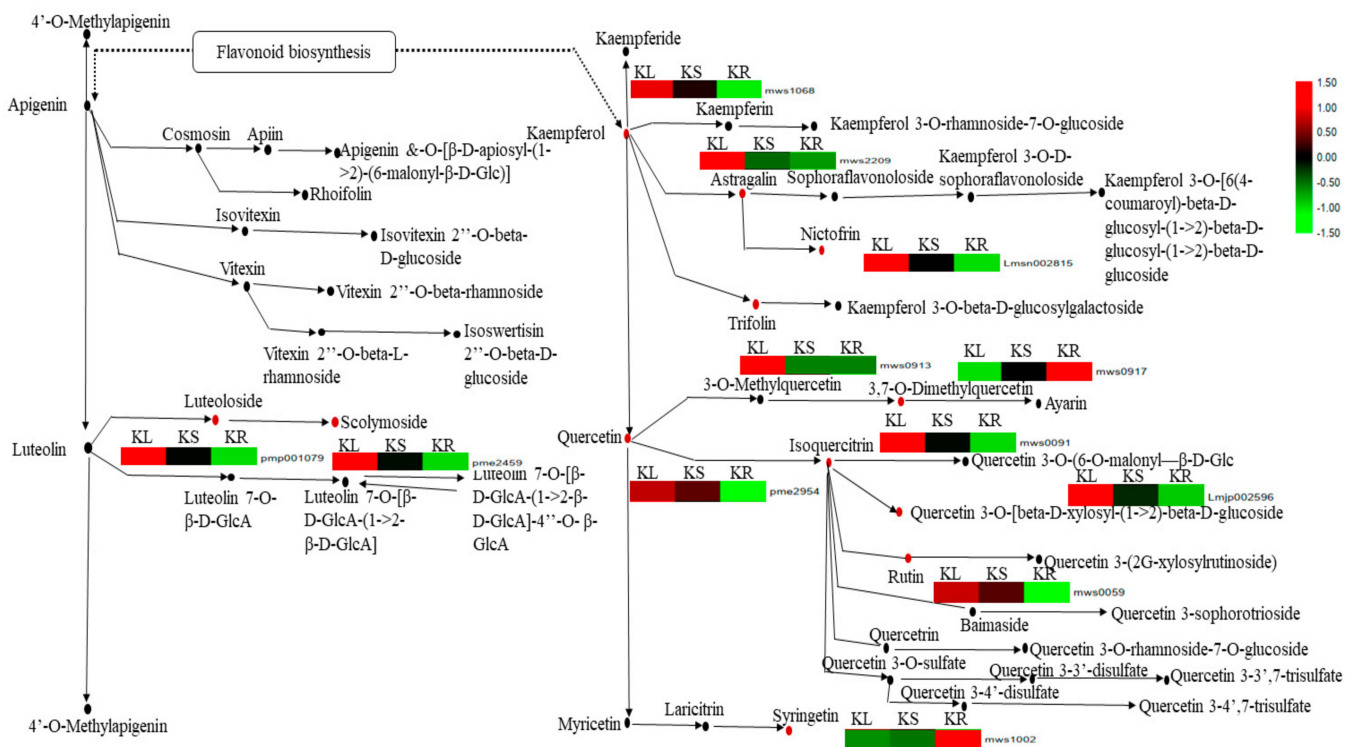 4’-O-Methylapigenin
Flavonoid biosynthesis
Apigenin
Cosmosin
Apiin
Apigenin &-O-[β-D-apiosyl-(1-
>2)-(6-malonyl-β-D-Glc)]
Rhoifolin
Isovitexin
Isovitexin 2’’-O-beta-
D-glucoside
Vitexin
Vitexin 2’’-O-beta-rhamnoside
Vitexin 2’’-O-beta-L-
rhamnoside
Isoswertisin
2’’-O-beta-D-
glucoside
Luteoloside
Scolymoside
Luteolin
KL KS KR
pmp001079
KL KS KR
pme2459
Luteolin 7-O-
β-D-GlcA
Luteolin 7-O-[β-
D-GlcA-(1->2-
β-D-GlcA]
Luteolin 7-O-[β-
D-GlcA-(1->2-β-
D-GlcA]-4’’-O- β-
GlcA
4’-O-Methylapigenin
Kaempferide
KL KS KR
mws1068
Kaempferol
Kaempferin
Kaempferol 3-O-rhamnoside-7-O-glucoside
KL KS KR
mws2209
Astragalin
Sophoraflavonoloside
Kaempferol 3-O-D-
sophoraflavonoloside
Kaempferol 3-O-[6(4-
coumaroyl)-beta-D-
glucosyl-(1->2)-beta-D-
glucosyl-(1->2)-beta-D-
glucoside
Nictofrin
KL KS KR
Lmsn002815
Trifolin
Kaempferol 3-O-beta-D-glucosylgalactoside
KL KS KR
mws0913
KL KS KR
mws0917
3-O-Methylquercetin
3,7-O-Dimethylquercetin
Ayarin
Quercetin
KL KS KR
mws0091
Isoquercitrin
Quercetin 3-O-(6-O-malonyl—β-D-Glc
KL KS KR
pme2954
KL KS KR
Lmjp002596
Quercetin 3-O-[beta-D-xylosyl-(1->2)-beta-D-glucoside
Rutin
Quercetin 3-(2G-xylosylrutinoside)
KL KS KR
mws0059
Baimaside
Quercetin 3-sophorotrioside
Quercetrin
Quercetin 3-O-rhamnoside-7-O-glucoside
Quercetin 3-O-sulfate
Quercetin 3-3’-disulfate
Quercetin 3-3’,7-trisulfate
Quercetin 3-4’-disulfate
Quercetin 3-4’,7-trisulfate
Myricetin
Laricitrin
Syringetin
KL KS KR
mws1002
1.50
1.00
0.50
0.00
-0.50
-1.00
-1.50